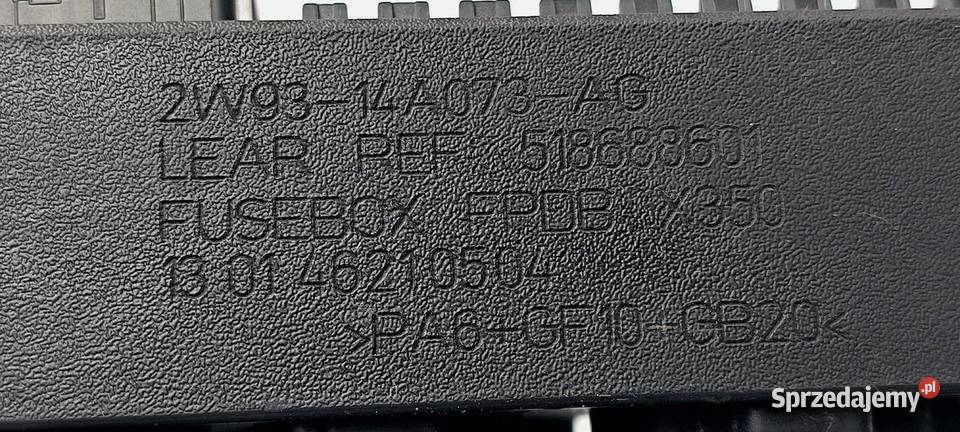 2W93-14A073-AG
LEAR REF 518688601
FUSEBOX FPDB X350
13 01 46210504
>PA6-GF10-GB20<
Sprzedajemy.pl